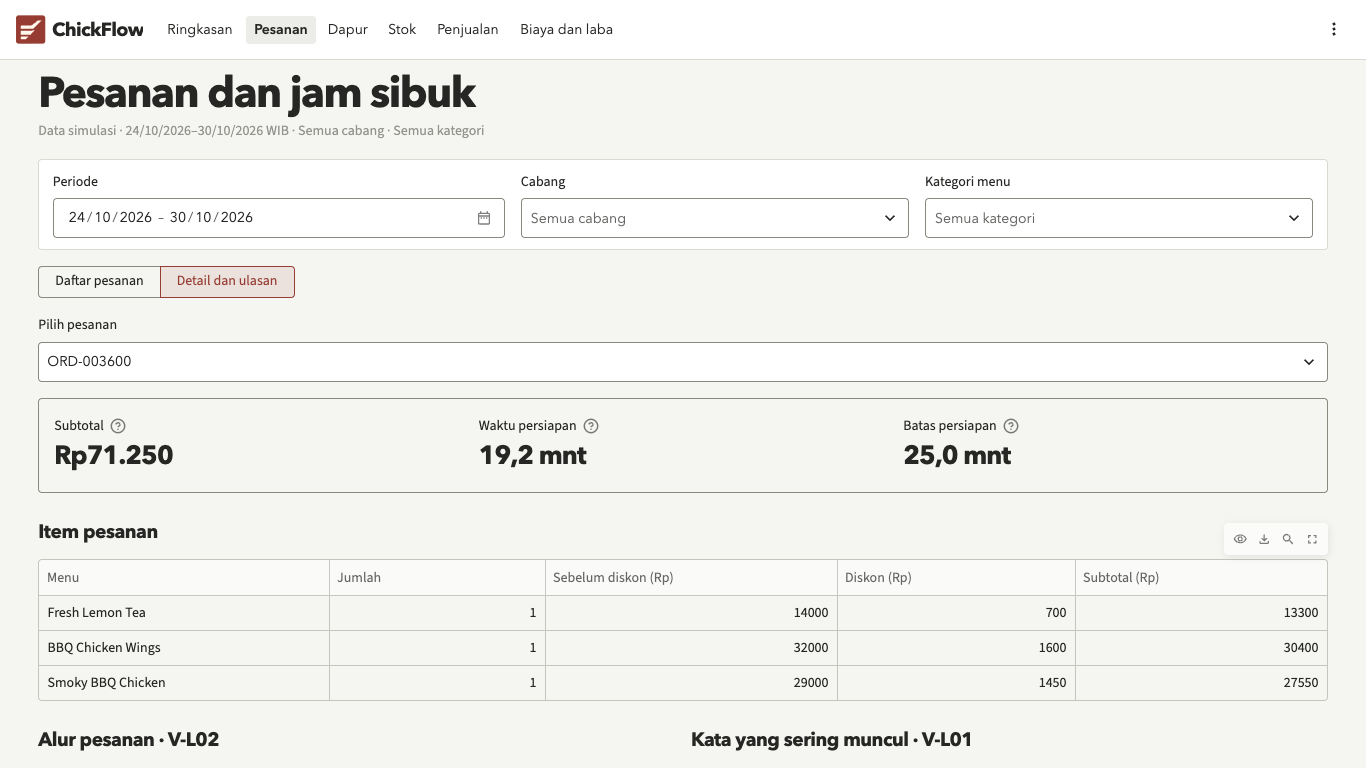 ChickFlow Ringkasan Pesanan Dapur Stok Penjualan Biaya dan laba
Pesanan dan jam sibuk
Data simulasi · 24/10/2026–30/10/2026 WIB · Semua cabang · Semua kategori
Periode Cabang Kategori menu
24/10/2026 – 30/10/2026 Semua cabang Semua kategori
Daftar pesanan Detail dan ulasan
Pilih pesanan
ORD-003600
Subtotal Waktu persiapan Batas persiapan
Rp71.250 19,2 mnt 25,0 mnt
Item pesanan
Menu Jumlah Sebelum diskon (Rp) Diskon (Rp) Subtotal (Rp)
Fresh Lemon Tea 1 14000 700 13300
BBQ Chicken Wings 1 32000 1600 30400
Smoky BBQ Chicken 1 29000 1450 27550
Alur pesanan · V-L02 Kata yang sering muncul · V-L01